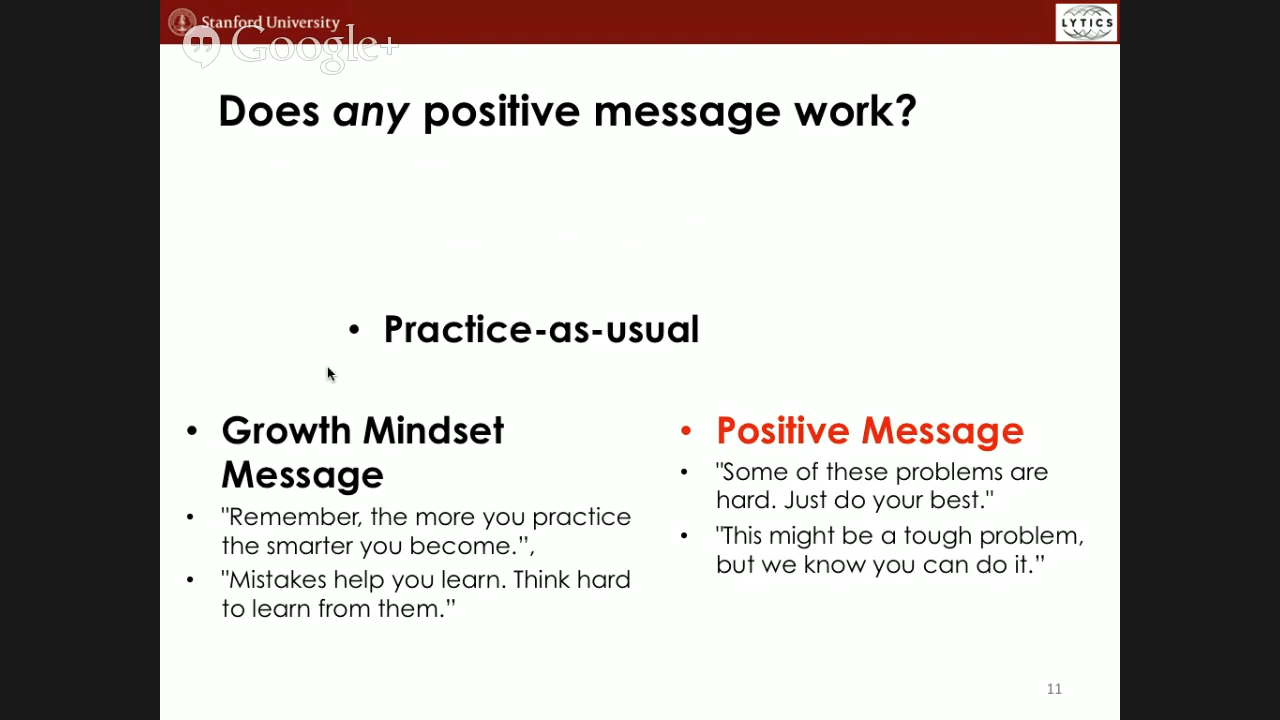 Stanford University
LYTICS
Google+
Does any positive message work?
• Practice-as-usual
• Growth Mindset
Message
• "Remember, the more you practice
the smarter you become.”,
• "Mistakes help you learn. Think hard
to learn from them.”
• Positive Message
• "Some of these problems are
hard. Just do your best."
• "This might be a tough problem,
but we know you can do it.”
11